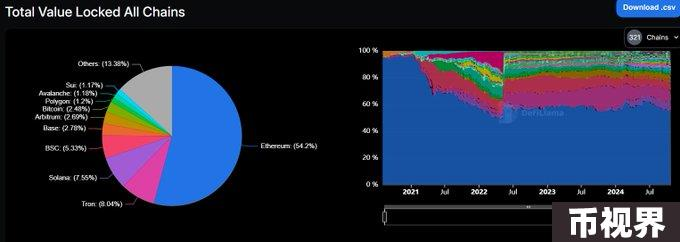 Total Value Locked All Chains
Download .csv
321 Chains
Others: (13.38%)
Sui: (1.17%)
Avalanche: (1.18%)
Polygon: (1.2%)
Bitcoin: (2.48%)
Arbitrum: (2.69%)
Base: (2.78%)
BSC: (5.33%)
Solana: (7.55%)
Tron: (8.04%)
Ethereum: (54.2%)
100 %
80 %
60 %
40 %
20 %
0 %
DefiLlama
2021 Jul 2022 Jul 2023 Jul 2024 Jul
币视界